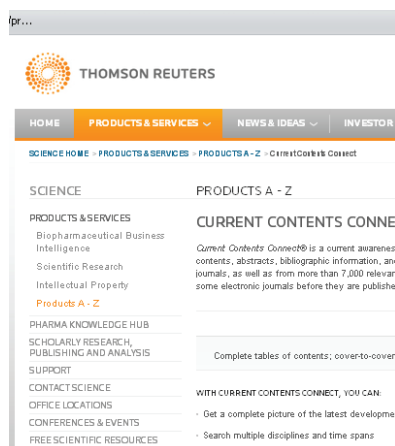 /pr...
THOMSON REUTERS
HOME PRODUCTS & SERVICES NEWS & IDEAS INVESTOR
SCIENCE HOME > PRODUCTS & SERVICES > PRODUCTS A - Z > Current Contents Connect
SCIENCE
PRODUCTS & SERVICES
Biopharmaceutical Business
Intelligence
Scientific Research
Intellectual Property
Products A - Z
PHARMA KNOWLEDGE HUB
SCHOLARLY RESEARCH,
PUBLISHING AND ANALYSIS
SUPPORT
CONTACT SCIENCE
OFFICE LOCATIONS
CONFERENCES & EVENTS
FREE SCIENTIFIC RESOURCES
PRODUCTS A - Z
CURRENT CONTENTS CONNE
Current Contents Connect® is a current awarenes
contents, abstracts, bibliographic information, an
journals, as well as from more than 7,000 relevan
some electronic journals before they are publishe
Complete tables of contents; cover-to-cover
WITH CURRENT CONTENTS CONNECT, YOU CAN:
· Get a complete picture of the latest developme
· Search multiple disciplines and time spans